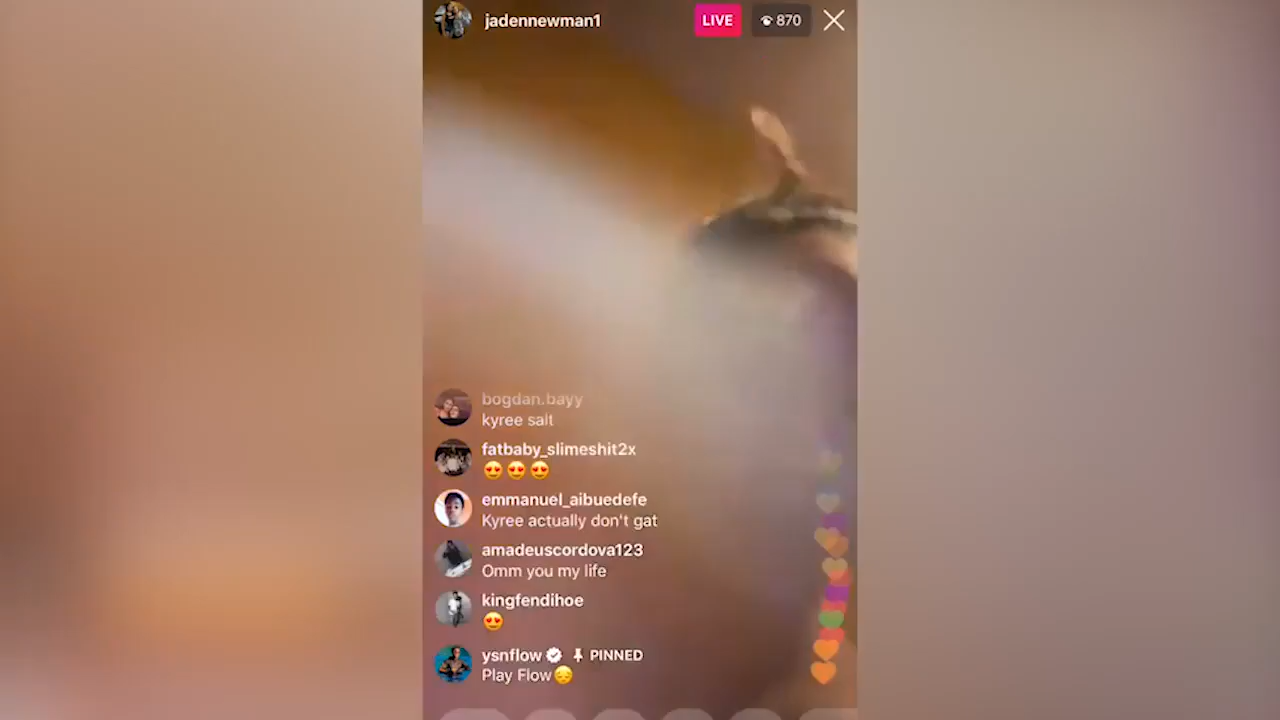 jadennewman1
LIVE 870
bogdan.bayy
kyree salt
fatbaby_slimeshit2x
😍😍😍
emmanuel_aibuedefe
Kyree actually don't gat
amadeuscordova123
Omm you my life
kingfendihoe
😍
ysnflow PINNED
Play Flow😔